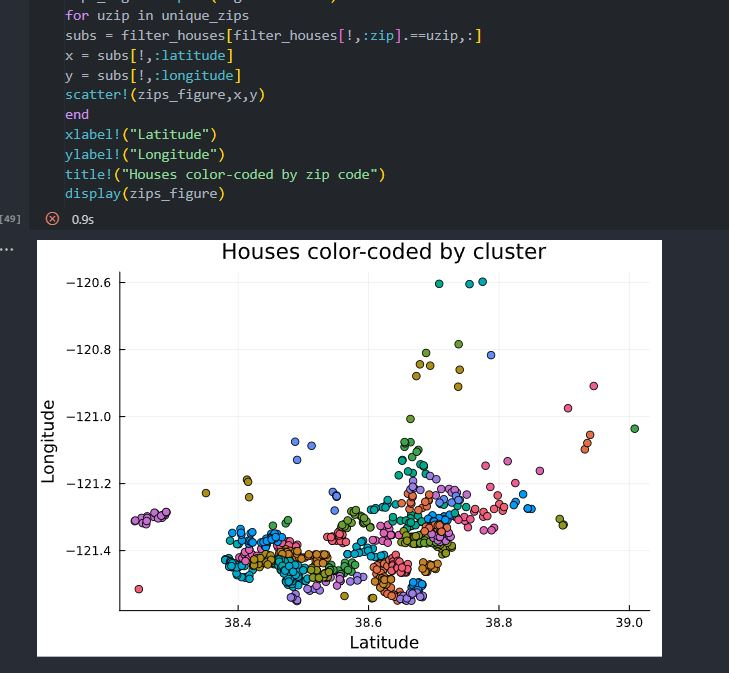 for uzip in unique_zips
subs = filter_houses[filter_houses[!,:zip].==uzip,:]
x = subs[!,:latitude]
y = subs[!,:longitude]
scatter!(zips_figure,x,y)
end
xlabel!("Latitude")
ylabel!("Longitude")
title!("Houses color-coded by zip code")
display(zips_figure)
[49]
0.9s
...
Houses color-coded by cluster
−120.6
−120.8
−121.0
−121.2
−121.4
Longitude
38.4 38.6 38.8 39.0
Latitude